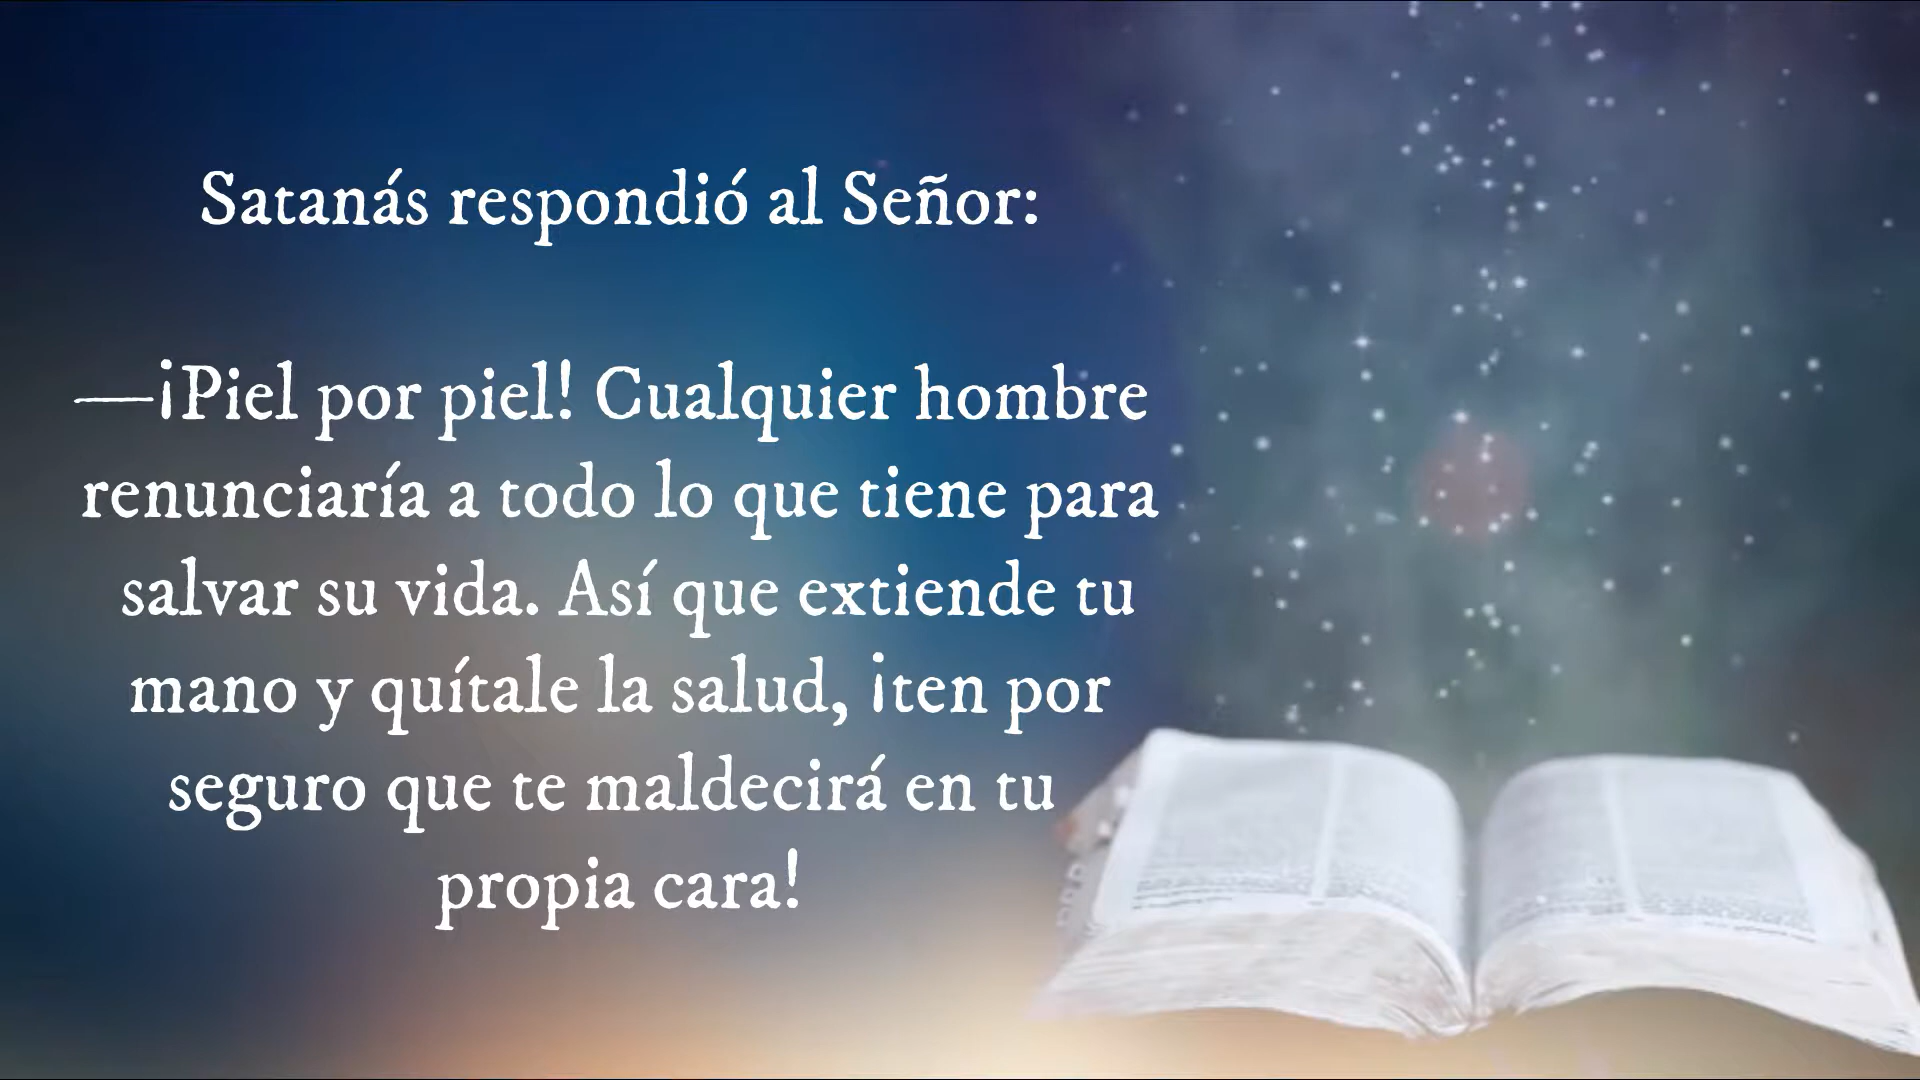 Satanás respondió al Señor:
—¡Piel por piel! Cualquier hombre
renunciaría a todo lo que tiene para
salvar su vida. Así que extiende tu
mano y quítale la salud, ¡ten por
seguro que te maldecirá en tu
propia cara!